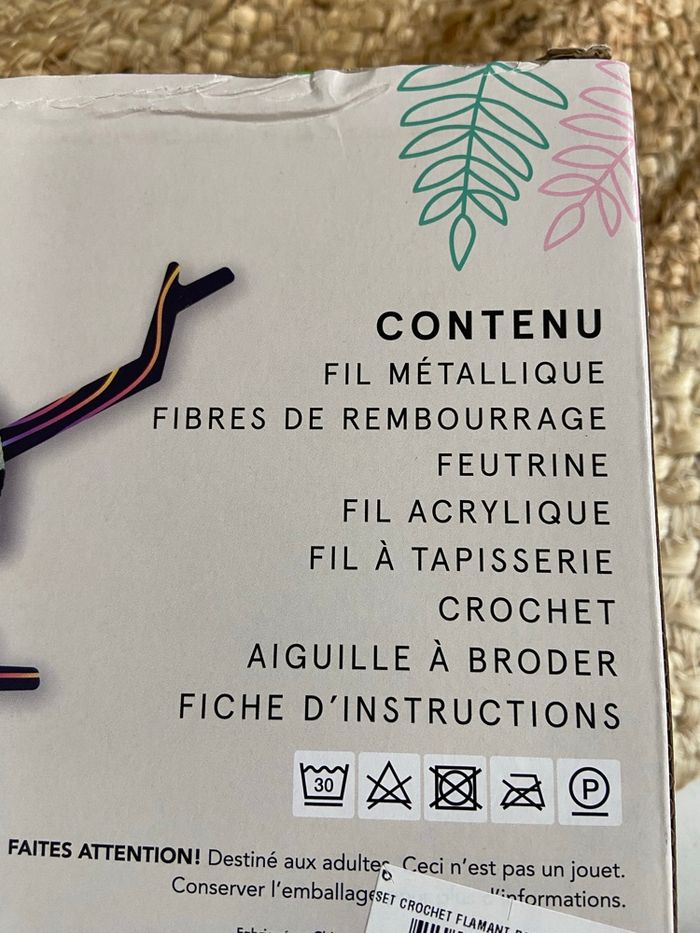 CONTENU
FIL MÉTALLIQUE
FIBRES DE REMBOURRAGE
FEUTRINE
FIL ACRYLIQUE
FIL À TAPISSERIE
CROCHET
AIGUILLE À BRODER
FICHE D'INSTRUCTIONS
30
P
FAITES ATTENTION! Destiné aux adultes. Ceci n'est pas un jouet.
Conserver l'emballage d'informations.
SET CROCHET FLAMANT